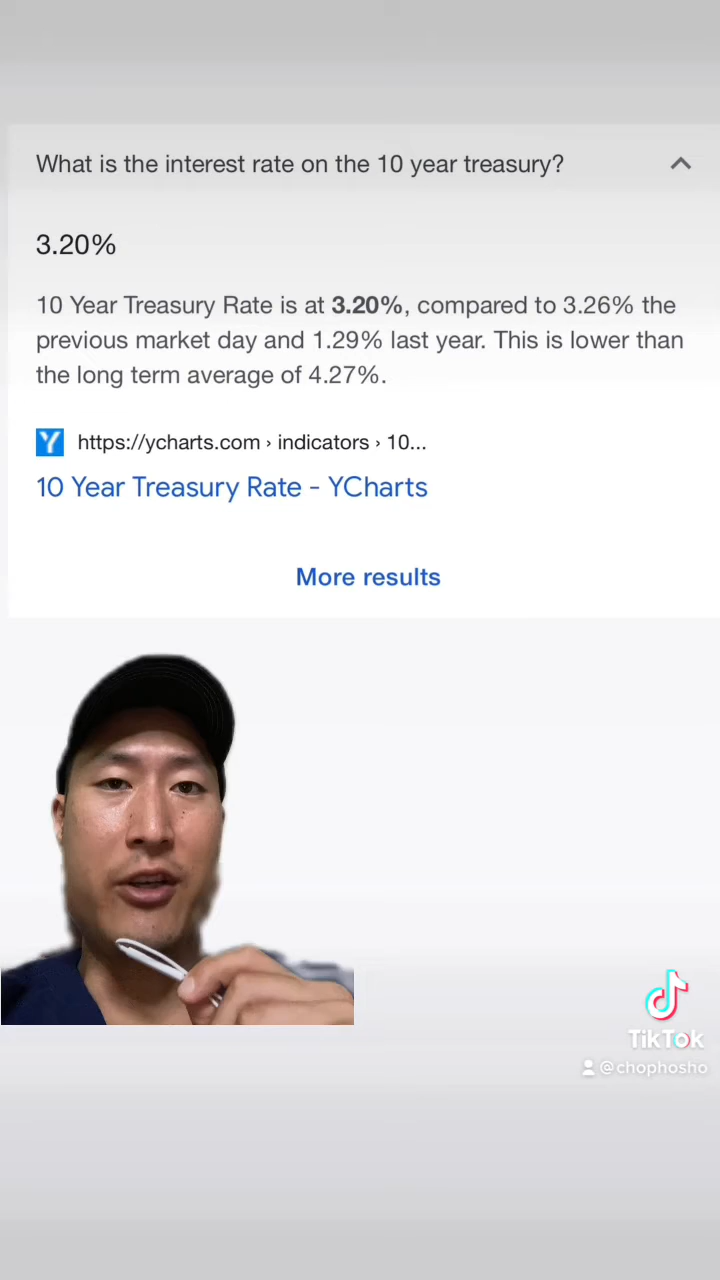 What is the interest rate on the 10 year treasury?
3.20%
10 Year Treasury Rate is at 3.20%, compared to 3.26% the
previous market day and 1.29% last year. This is lower than
the long term average of 4.27%.
Y https://ycharts.com › indicators › 10...
10 Year Treasury Rate - YCharts
More results
TikTok
@chophosho